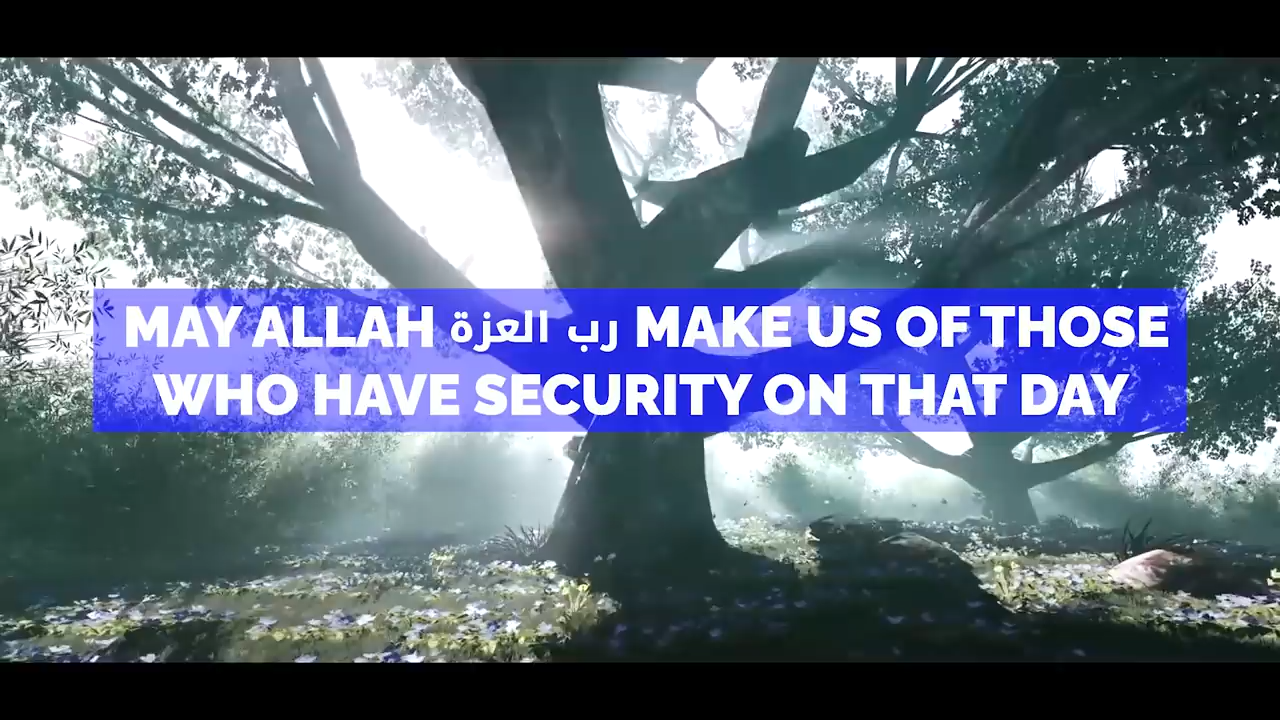 MAY ALLAH رب العزة MAKE US OF THOSE
WHO HAVE SECURITY ON THAT DAY